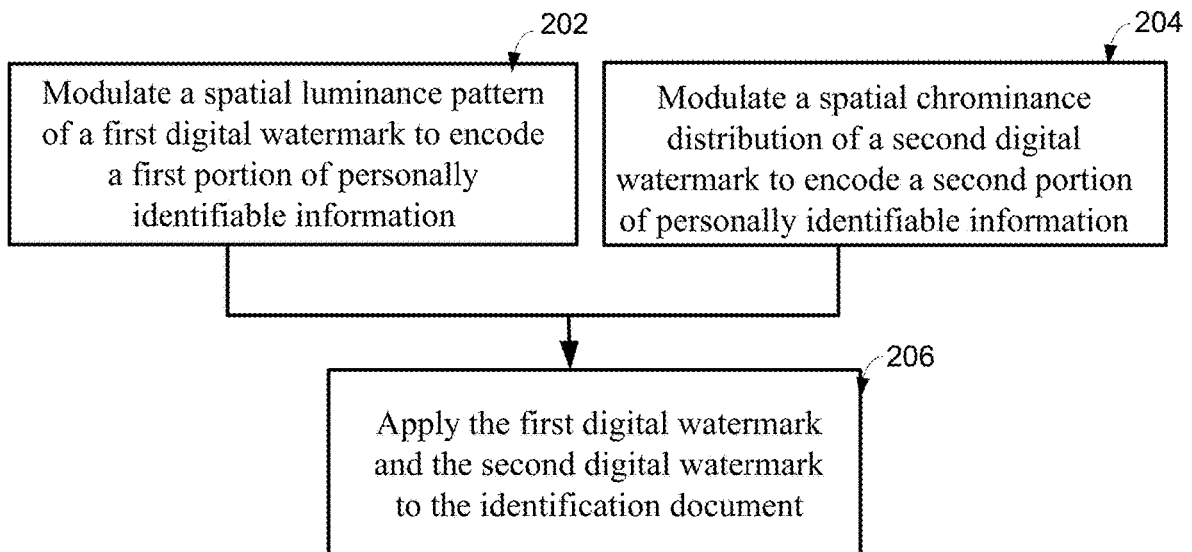 202
Modulate a spatial luminance pattern
of a first digital watermark to encode
a first portion of personally
identifiable information
204
Modulate a spatial chrominance
distribution of a second digital
watermark to encode a second portion
of personally identifiable information
206
Apply the first digital watermark
and the second digital watermark
to the identification document